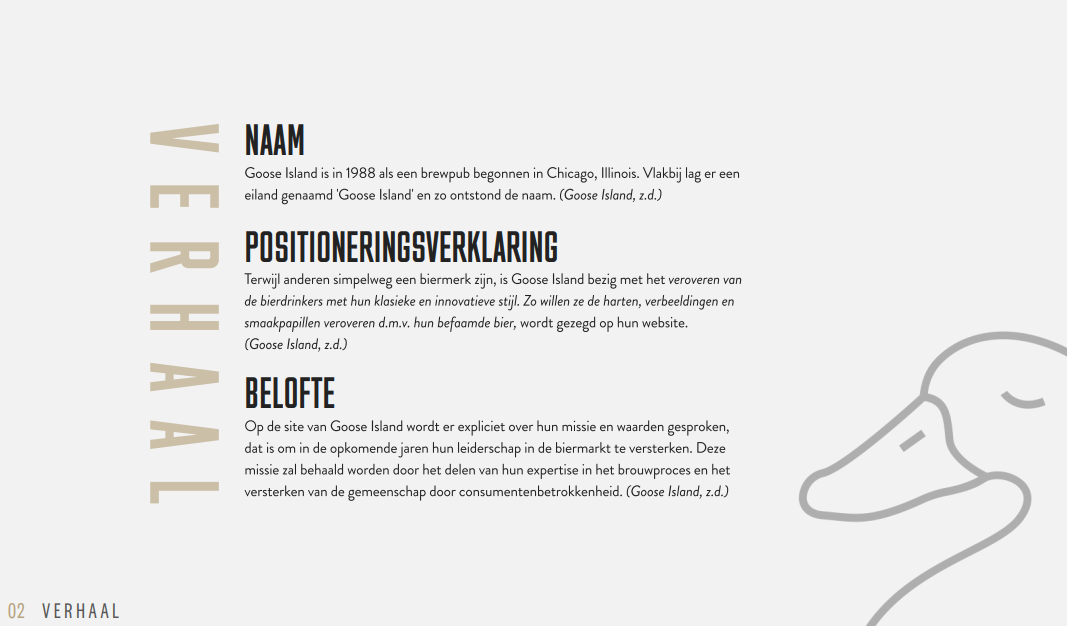 VERHAAL
NAAM
Goose Island is in 1988 als een brewpub begonnen in Chicago, Illinois. Vlakbij lag er een
eiland genaamd 'Goose Island' en zo ontstond de naam. (Goose Island, z.d.)
POSITIONERINGSVERKLARING
Terwijl anderen simpelweg een biermerk zijn, is Goose Island bezig met het veroveren van
de bierdrinkers met hun klasieke en innovatieve stijl. Zo willen ze de harten, verbeeldingen en
smaakpapillen veroveren d.m.v. hun befaamde bier, wordt gezegd op hun website.
(Goose Island, z.d.)
BELOFTE
Op de site van Goose Island wordt er expliciet over hun missie en waarden gesproken,
dat is om in de opkomende jaren hun leiderschap in de biermarkt te versterken. Deze
missie zal behaald worden door het delen van hun expertise in het brouwproces en het
versterken van de gemeenschap door consumentenbetrokkenheid. (Goose Island, z.d.)
02 VERHAAL